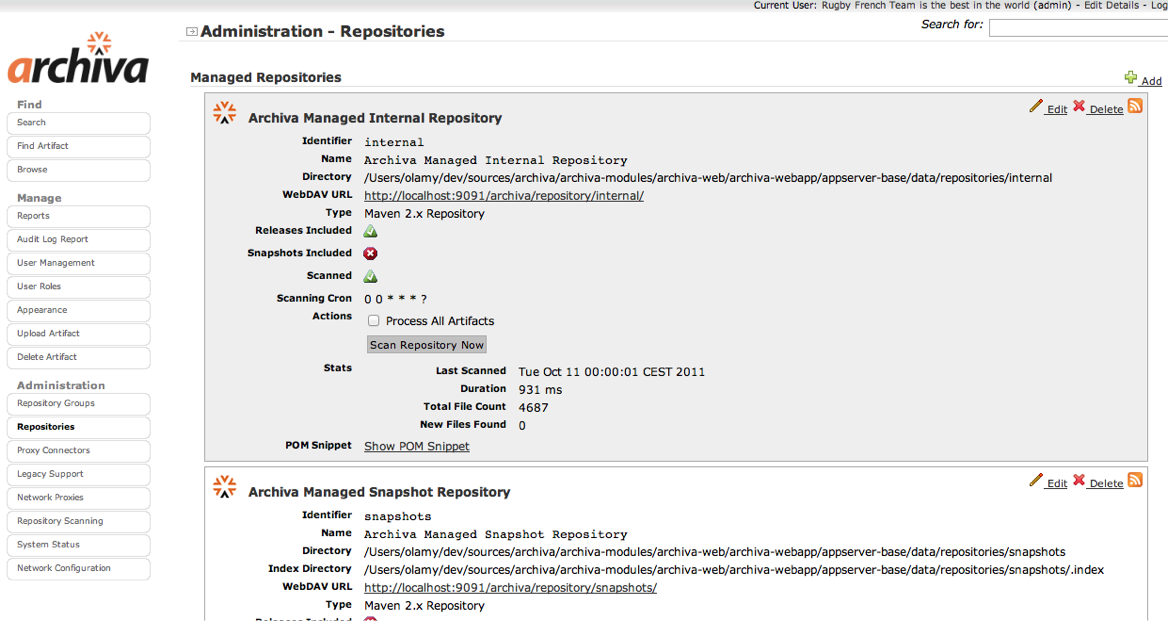 Current User: Rugby French Team is the best in the world (admin) - Edit Details - Log
archiva
Administration - Repositories
Search for:
Find
Search
Find Artifact
Browse
Manage
Reports
Audit Log Report
User Management
User Roles
Appearance
Upload Artifact
Delete Artifact
Administration
Repository Groups
Repositories
Proxy Connectors
Legacy Support
Network Proxies
Repository Scanning
System Status
Network Configuration
Managed Repositories
Add
Archiva Managed Internal Repository
Edit Delete
Identifier internal
Name Archiva Managed Internal Repository
Directory /Users/olamy/dev/sources/archiva/archiva-modules/archiva-web/archiva-webapp/appserver-base/data/repositories/internal
WebDAV URL http://localhost:9091/archiva/repository/internal/
Type Maven 2.x Repository
Releases Included
Snapshots Included
Scanned
Scanning Cron 0 0 * * * ?
Actions Process All Artifacts
Scan Repository Now
Stats Last Scanned Tue Oct 11 00:00:01 CEST 2011
Duration 931 ms
Total File Count 4687
New Files Found 0
POM Snippet Show POM Snippet
Archiva Managed Snapshot Repository
Edit Delete
Identifier snapshots
Name Archiva Managed Snapshot Repository
Directory /Users/olamy/dev/sources/archiva/archiva-modules/archiva-web/archiva-webapp/appserver-base/data/repositories/snapshots
Index Directory /Users/olamy/dev/sources/archiva/archiva-modules/archiva-web/archiva-webapp/appserver-base/data/repositories/snapshots/.index
WebDAV URL http://localhost:9091/archiva/repository/snapshots/
Type Maven 2.x Repository
Releases Included